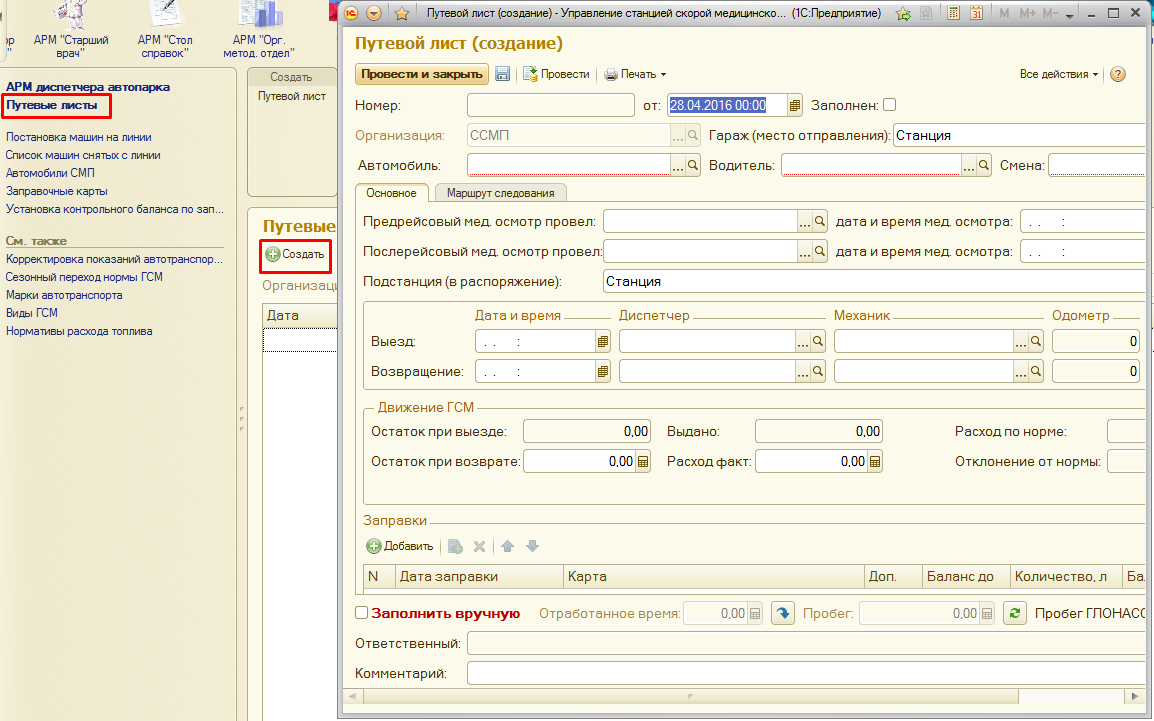 ор
"
АРМ "Старший
врач"
АРМ "Стол
справок"
АРМ "Орг.
метод. отдел"
АРМ диспетчера автопарка
Путевые листы
Постановка машин на линии
Список машин снятых с линии
Автомобили СМП
Заправочные карты
Установка контрольного баланса по зап...
См. также
Корректировка показаний автотранспор...
Сезонный переход нормы ГСМ
Марки автотранспорта
Виды ГСМ
Нормативы расхода топлива
Создать
Путевой лист
Путевые
Создать
Организаци
Дата
Путевой лист (создание) - Управление станцией скорой медицинско... (1С:Предприятие)
M M+ M-
Путевой лист (создание)
Провести и закрыть Провести Печать Все действия ?
Номер: от: 28.04.2016 00:00 Заполнен:
Организация: ССМП ... Гараж (место отправления): Станция
Автомобиль: ... Водитель: ... Смена:
Основное Маршрут следования
Предрейсовый мед. осмотр провел: ... дата и время мед. осмотра: . . :
Послерейсовый мед. осмотр провел: ... дата и время мед. осмотра: . . :
Подстанция (в распоряжение): Станция
Дата и время Диспетчер Механик Одометр
Выезд: . . : ... ... 0
Возвращение: . . : ... ... 0
Движение ГСМ
Остаток при выезде: 0,00 Выдано: 0,00 Расход по норме:
Остаток при возврате: 0,00 Расход факт: 0,00 Отклонение от нормы:
Заправки
Добавить
N Дата заправки Карта Доп. Баланс до Количество, л Ба
Заполнить вручную Отработанное время: 0,00 Пробег: 0,00 Пробег ГЛОНАСС
Ответственный:
Комментарий: